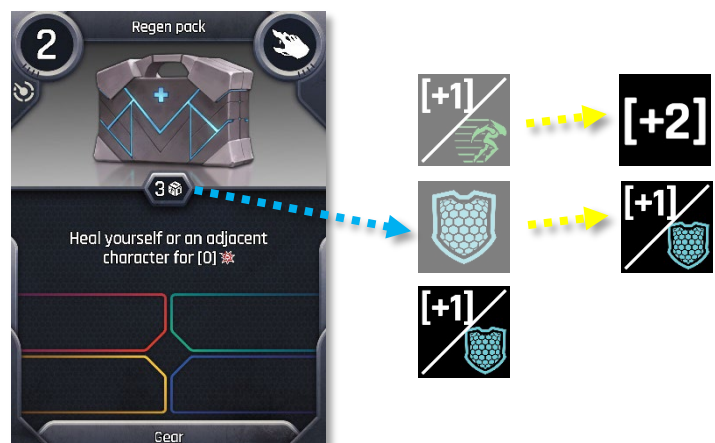 Regen pack
2
3
Heal yourself or an adjacent
character for [0]
Gear
[+1]
[+2]
[+1]
[+1]